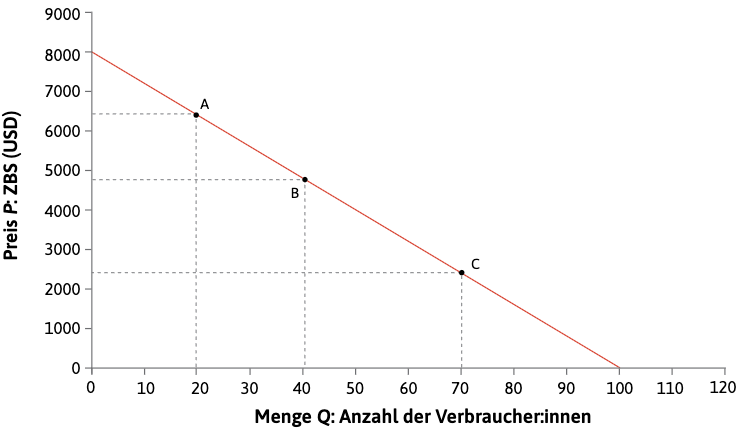 9000
8000
7000
6000
5000
4000
3000
2000
1000
0
Preis P: ZBS (USD)
A
B
C
0 10 20 30 40 50 60 70 80 90 100 110 120
Menge Q: Anzahl der Verbraucher:innen